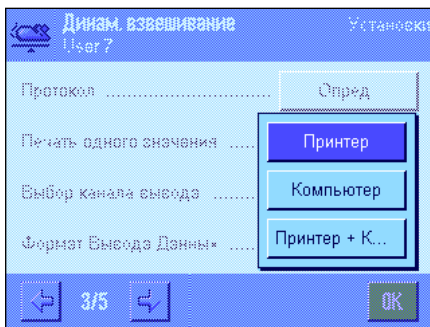 Динам. взвешивание
Установки
User 7
Протокол ................................ Опред
Печать одного значения .....
Принтер
Выбор канала вывода .......
Компьютер
Формат Вывода Данных .....
Принтер + К...
3/5
OK